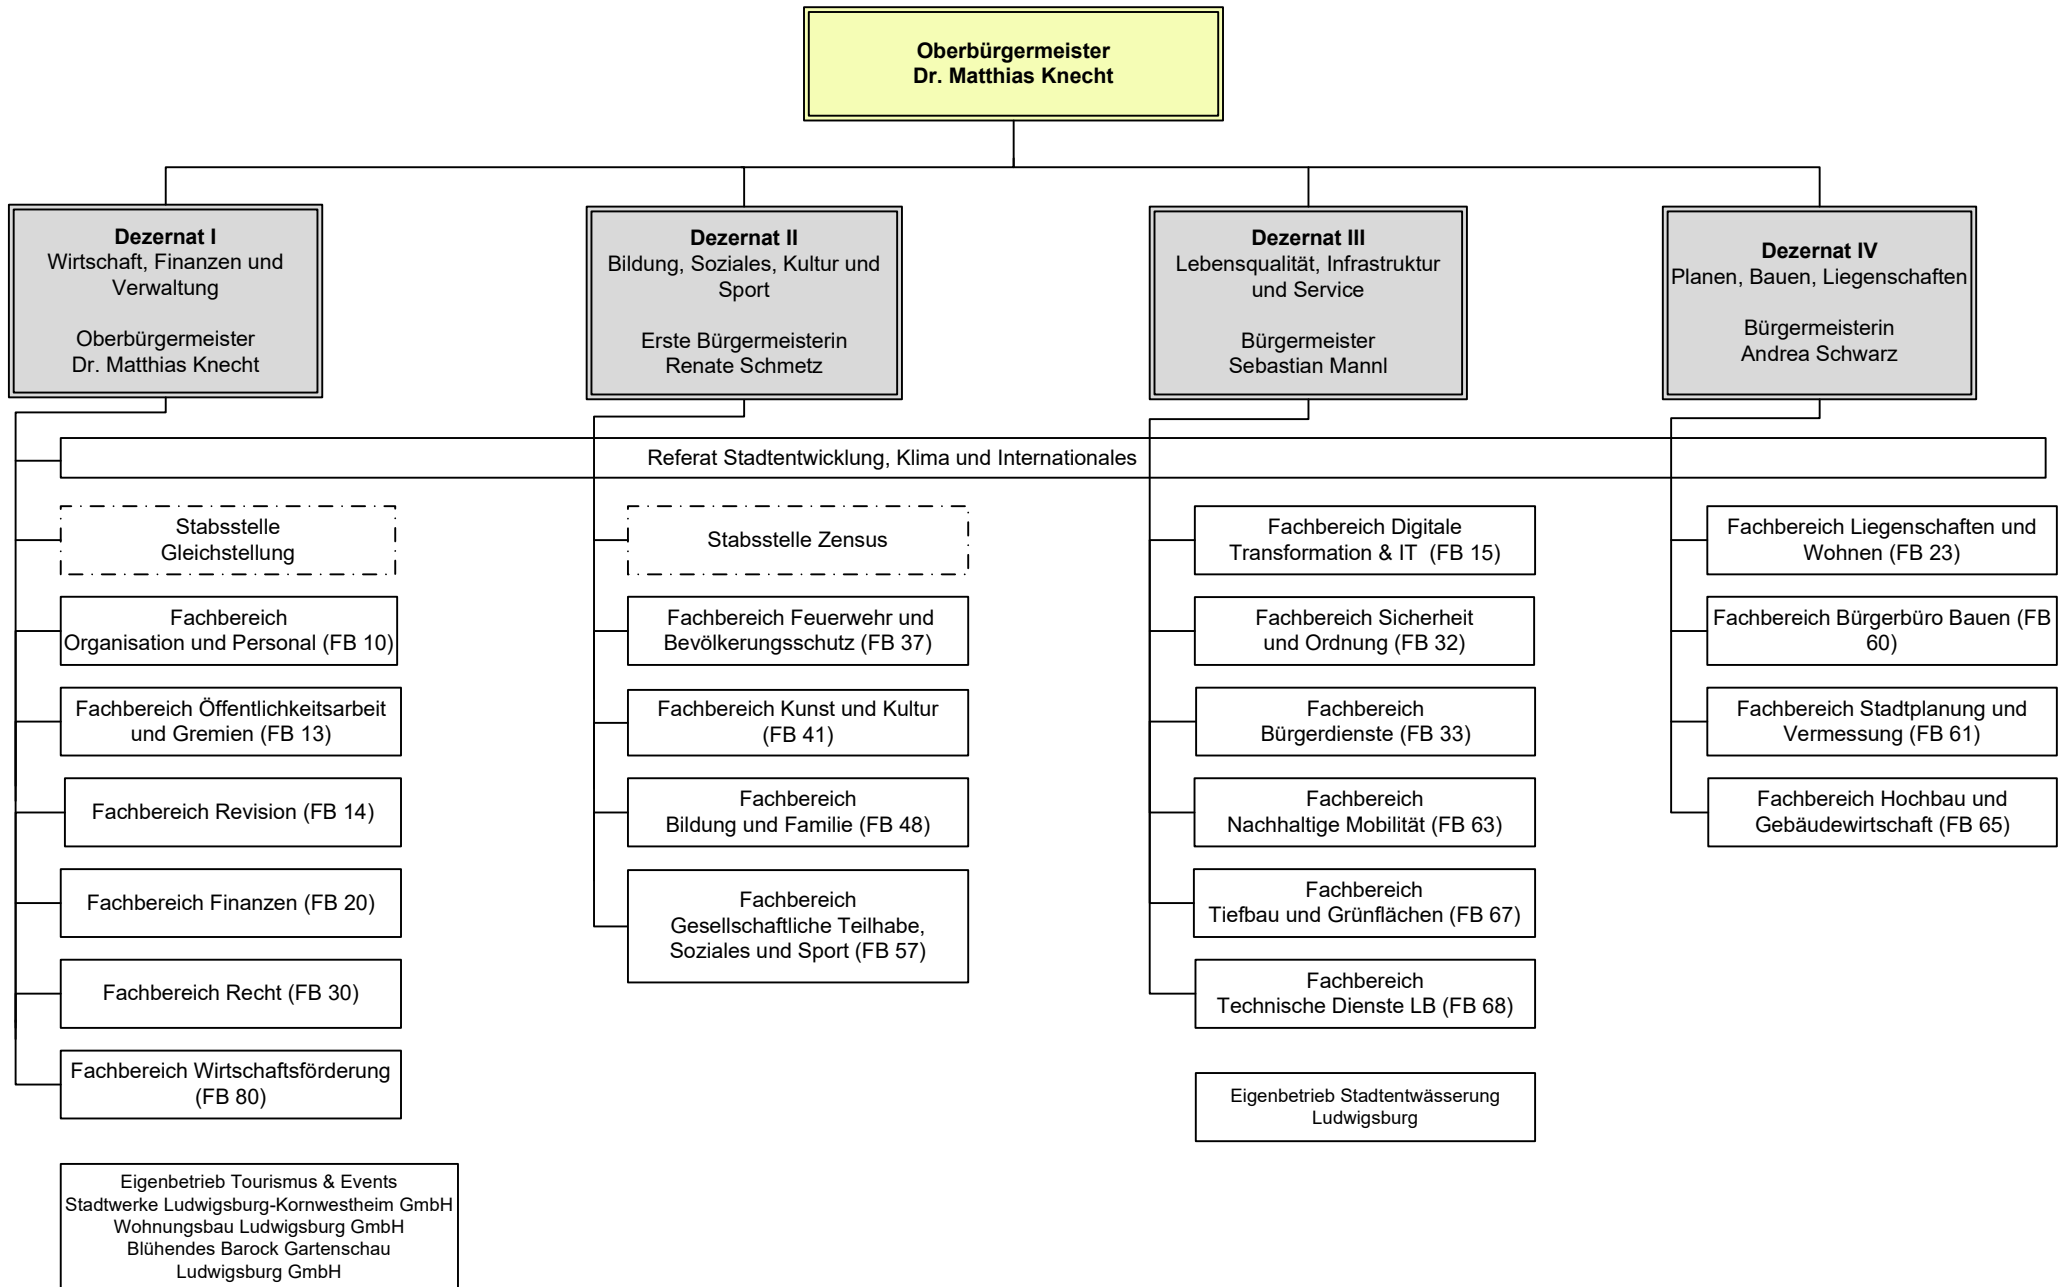 Oberbürgermeister
Dr. Matthias Knecht
Dezernat I
Wirtschaft, Finanzen und
Verwaltung
Oberbürgermeister
Dr. Matthias Knecht
Dezernat II
Bildung, Soziales, Kultur und
Sport
Erste Bürgermeisterin
Renate Schmetz
Dezernat III
Lebensqualität, Infrastruktur
und Service
Bürgermeister
Sebastian Mannl
Dezernat IV
Planen, Bauen, Liegenschaften
Bürgermeisterin
Andrea Schwarz
Referat Stadtentwicklung, Klima und Internationales
Stabsstelle
Gleichstellung
Fachbereich
Organisation und Personal (FB 10)
Fachbereich Öffentlichkeitsarbeit
und Gremien (FB 13)
Fachbereich Revision (FB 14)
Fachbereich Finanzen (FB 20)
Fachbereich Recht (FB 30)
Fachbereich Wirtschaftsförderung
(FB 80)
Eigenbetrieb Tourismus & Events
Stadtwerke Ludwigsburg-Kornwestheim GmbH
Wohnungsbau Ludwigsburg GmbH
Blühendes Barock Gartenschau
Ludwigsburg GmbH
Stabsstelle Zensus
Fachbereich Feuerwehr und
Bevölkerungsschutz (FB 37)
Fachbereich Kunst und Kultur
(FB 41)
Fachbereich
Bildung und Familie (FB 48)
Fachbereich
Gesellschaftliche Teilhabe,
Soziales und Sport (FB 57)
Fachbereich Digitale
Transformation & IT (FB 15)
Fachbereich Sicherheit
und Ordnung (FB 32)
Fachbereich
Bürgerdienste (FB 33)
Fachbereich
Nachhaltige Mobilität (FB 63)
Fachbereich
Tiefbau und Grünflächen (FB 67)
Fachbereich
Technische Dienste LB (FB 68)
Eigenbetrieb Stadtentwässerung
Ludwigsburg
Fachbereich Liegenschaften und
Wohnen (FB 23)
Fachbereich Bürgerbüro Bauen (FB
60)
Fachbereich Stadtplanung und
Vermessung (FB 61)
Fachbereich Hochbau und
Gebäudewirtschaft (FB 65)